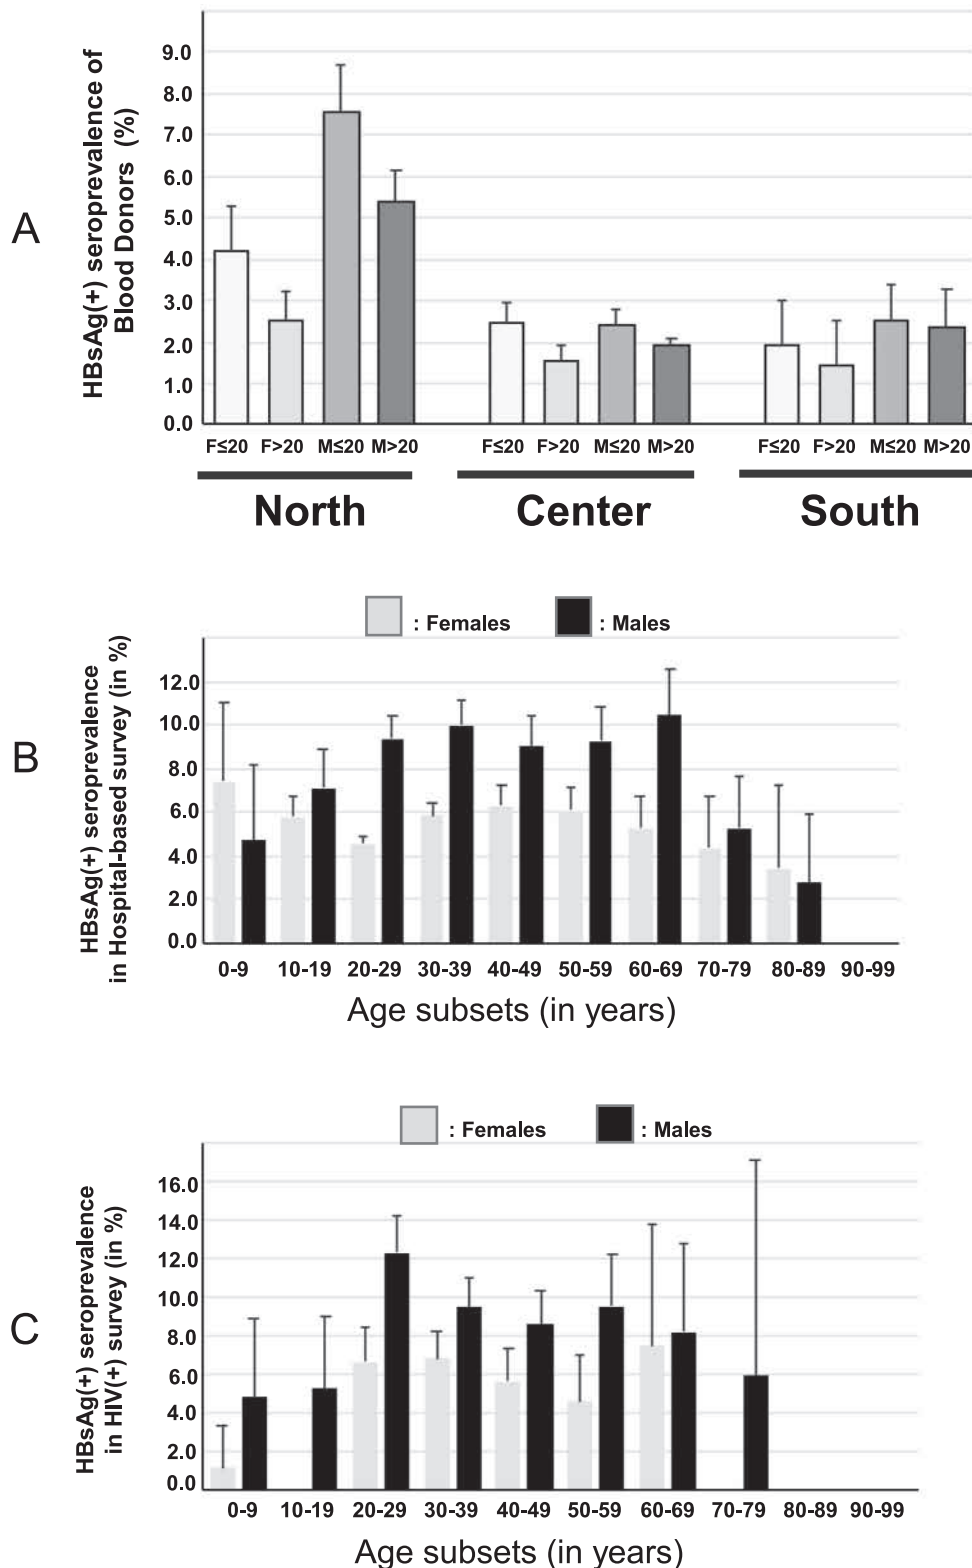 A
HBsAg(+) seroprevalence of
Blood Donors (%)
9.0
8.0
7.0
6.0
5.0
4.0
3.0
2.0
1.0
0.0
F≤20 F>20 M≤20 M>20 F≤20 F>20 M≤20 M>20 F≤20 F>20 M≤20 M>20
North Center South
: Females : Males
B
HBsAg(+) seroprevalence
in Hospital-based survey (in %)
12.0
10.0
8.0
6.0
4.0
2.0
0.0
0-9 10-19 20-29 30-39 40-49 50-59 60-69 70-79 80-89 90-99
Age subsets (in years)
: Females : Males
C
HBsAg(+) seroprevalence
in HIV(+) survey (in %)
16.0
14.0
12.0
10.0
8.0
6.0
4.0
2.0
0.0
0-9 10-19 20-29 30-39 40-49 50-59 60-69 70-79 80-89 90-99
Age subsets (in years)